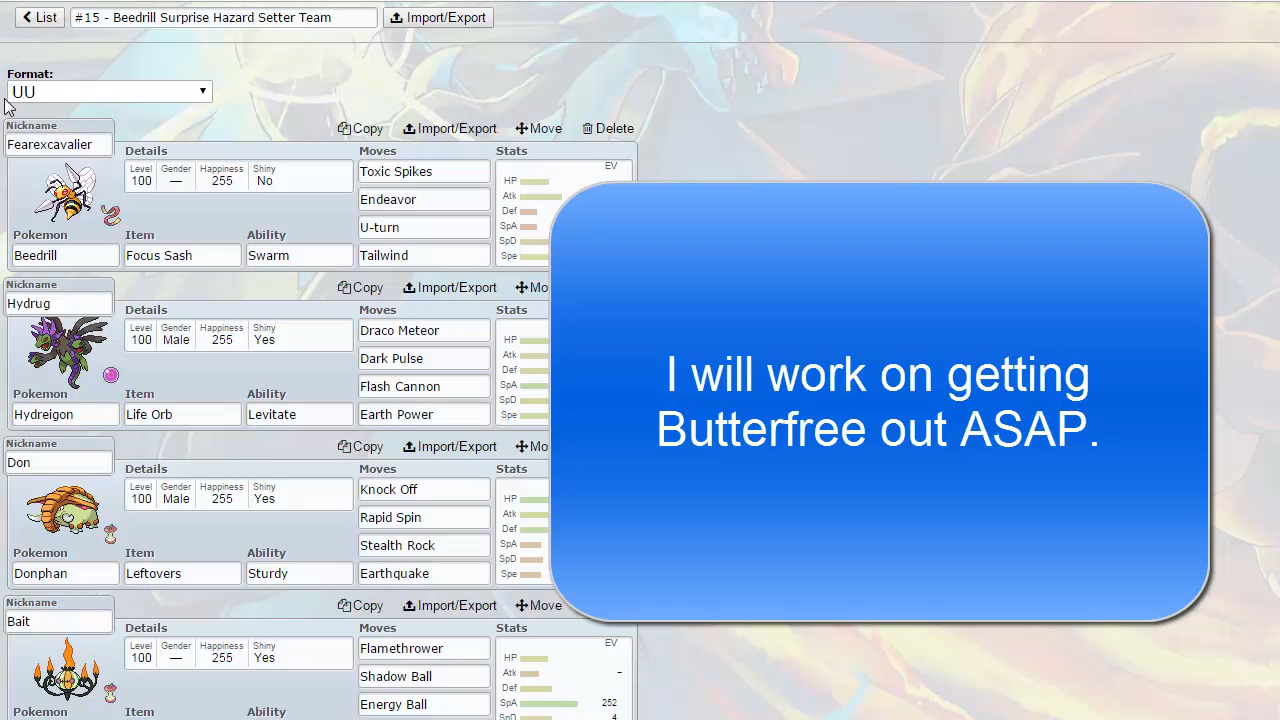 List
#15 - Beedrill Surprise Hazard Setter Team
Import/Export
Format:
UU
Nickname
Fearexcavalier
Copy
Import/Export
Move
Delete
Details
Moves
Stats
Level
Gender
Happiness
Shiny
100
—
255
No
Toxic Spikes
Endeavor
U-turn
Tailwind
EV
HP
Atk
Def
SpA
SpD
Spe
Pokemon
Item
Ability
Beedrill
Focus Sash
Swarm
Nickname
Hydrug
Copy
Import/Export
Mo
Details
Moves
Stats
Level
Gender
Happiness
Shiny
100
Male
255
Yes
Draco Meteor
Dark Pulse
Flash Cannon
Earth Power
HP
Atk
Def
SpA
SpD
Spe
Pokemon
Item
Ability
Hydreigon
Life Orb
Levitate
Nickname
Don
Copy
Import/Export
Mo
Details
Moves
Stats
Level
Gender
Happiness
Shiny
100
Male
255
Yes
Knock Off
Rapid Spin
Stealth Rock
Earthquake
HP
Atk
Def
SpA
SpD
Spe
Pokemon
Item
Ability
Donphan
Leftovers
Sturdy
Nickname
Bait
Copy
Import/Export
Move
Details
Moves
Stats
Level
Gender
Happiness
Shiny
100
—
255
Yes
Flamethrower
Shadow Ball
Energy Ball
EV
HP
Atk
–
Def
SpA
252
SpD
4
Pokemon
Item
Ability
I will work on getting
Butterfree out ASAP.